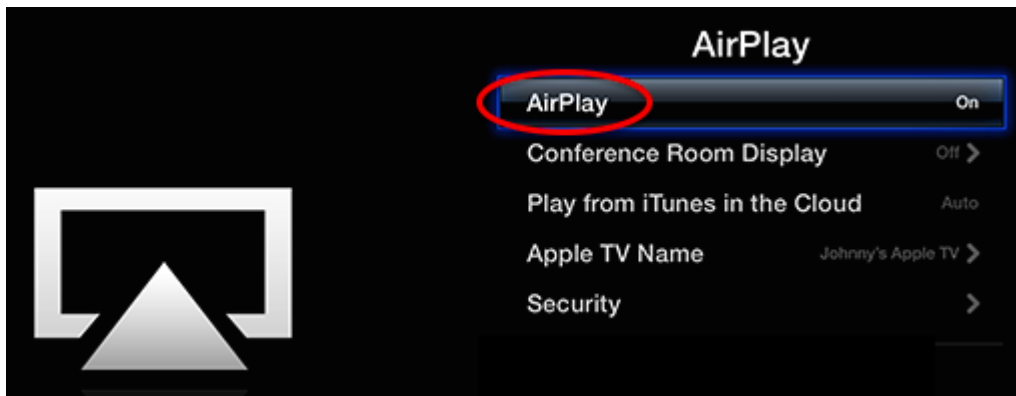 AirPlay
AirPlay On
Conference Room Display Off
Play from iTunes in the Cloud Auto
Apple TV Name Johnny's Apple TV
Security